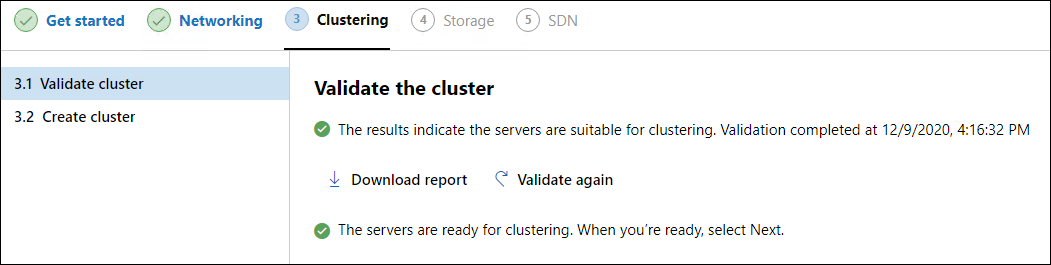 Get started Networking 3 Clustering 4 Storage 5 SDN
3.1 Validate cluster
3.2 Create cluster
Validate the cluster
The results indicate the servers are suitable for clustering. Validation completed at 12/9/2020, 4:16:32 PM
Download report Validate again
The servers are ready for clustering. When you’re ready, select Next.